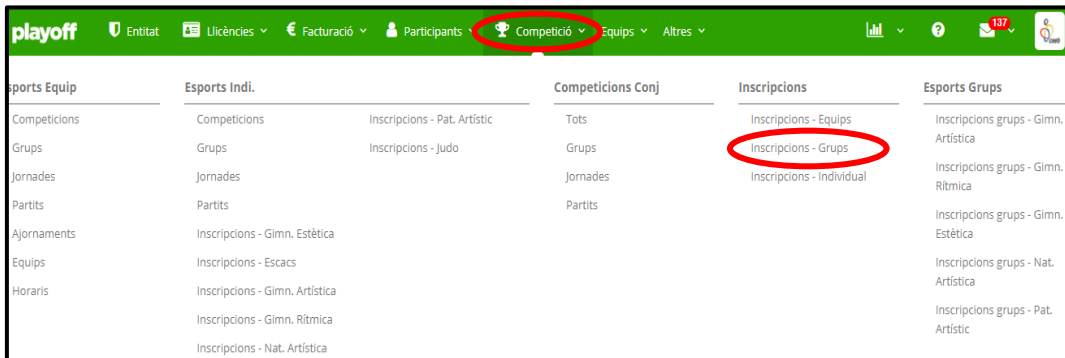 playoff Entitat Llicències Facturació Participants Competició Equips Altres 137
sports Equip
Competicions
Grups
Jornades
Partits
Ajornaments
Equips
Horaris
Esports Indi.
Competicions
Grups
Jornades
Partits
Inscripcions - Gimn. Estètica
Inscripcions - Escacs
Inscripcions - Gimn. Artística
Inscripcions - Gimn. Rítmica
Inscripcions - Nat. Artística
Inscripcions - Pat. Artístic
Inscripcions - Judo
Competicions Conj
Tots
Grups
Jornades
Partits
Inscripcions
Inscripcions - Equips
Inscripcions - Grups
Inscripcions - Individual
Esports Grups
Inscripcions grups - Gimn.
Artística
Inscripcions grups - Gimn.
Rítmica
Inscripcions grups - Gimn.
Estètica
Inscripcions grups - Nat.
Artística
Inscripcions grups - Pat.
Artístic